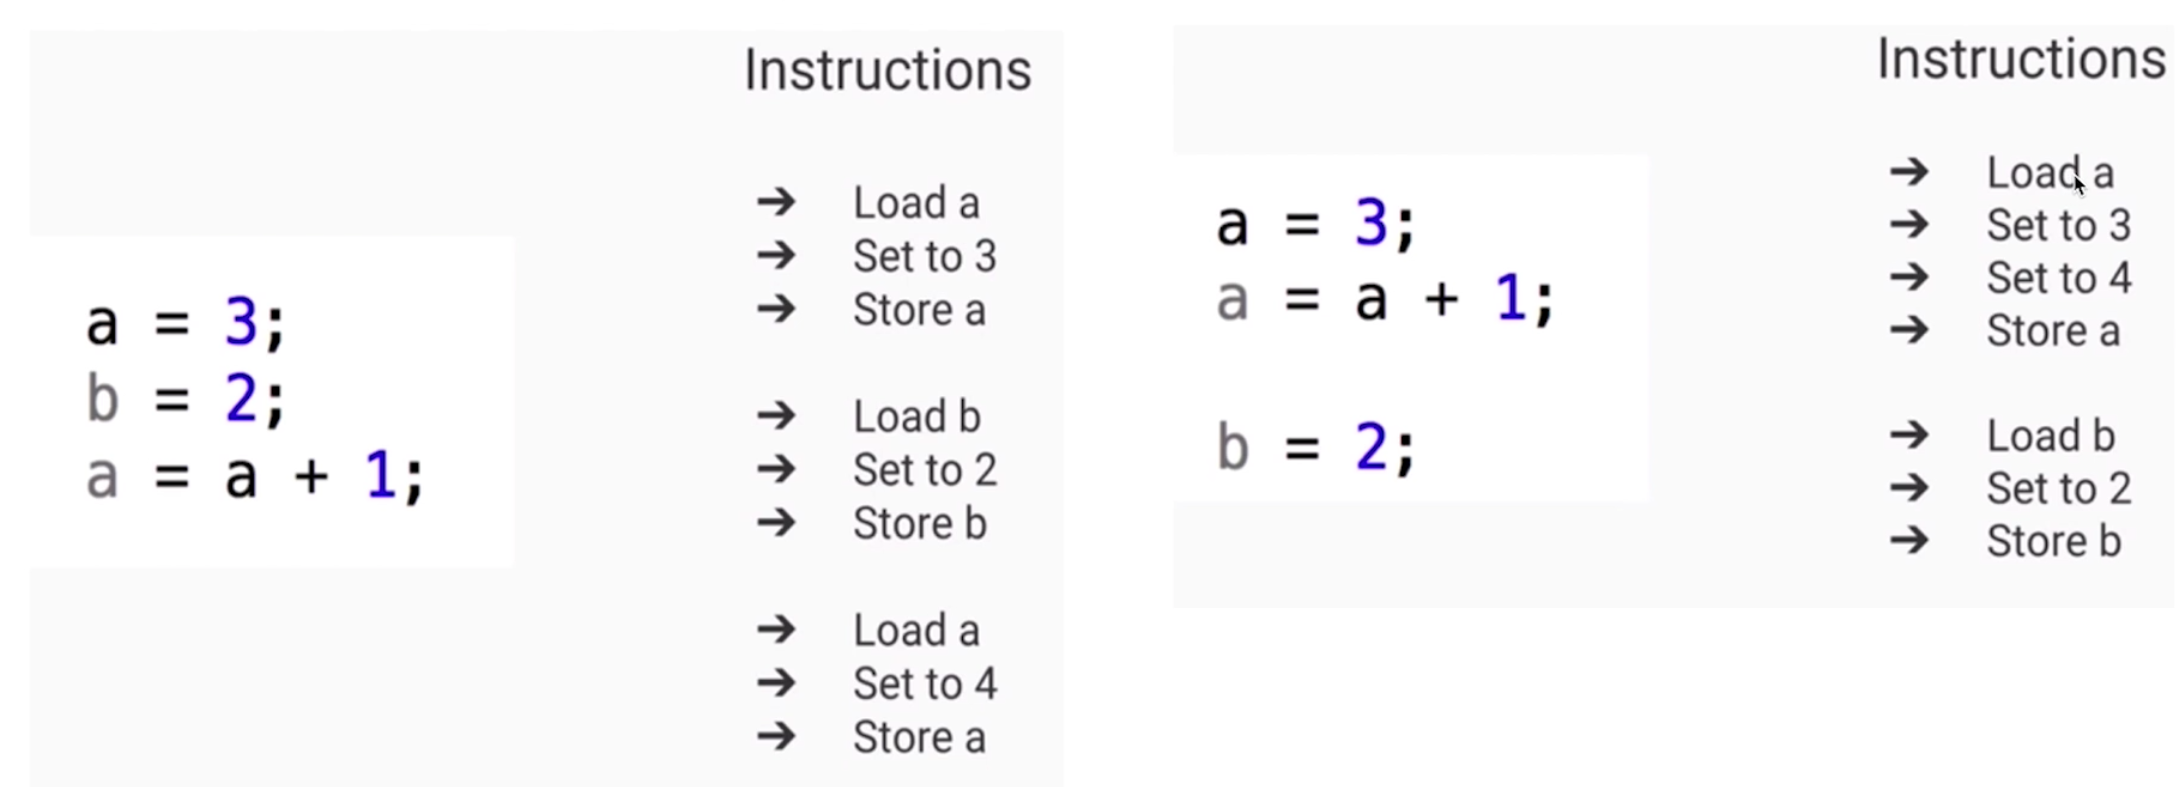 Instructions
→ Load a
→ Set to 3
→ Store a
→ Load b
→ Set to 2
→ Store b
→ Load a
→ Set to 4
→ Store a
a = 3;
b = 2;
a = a + 1;
Instructions
→ Load a
→ Set to 3
→ Set to 4
→ Store a
→ Load b
→ Set to 2
→ Store b
a = 3;
a = a + 1;
b = 2;